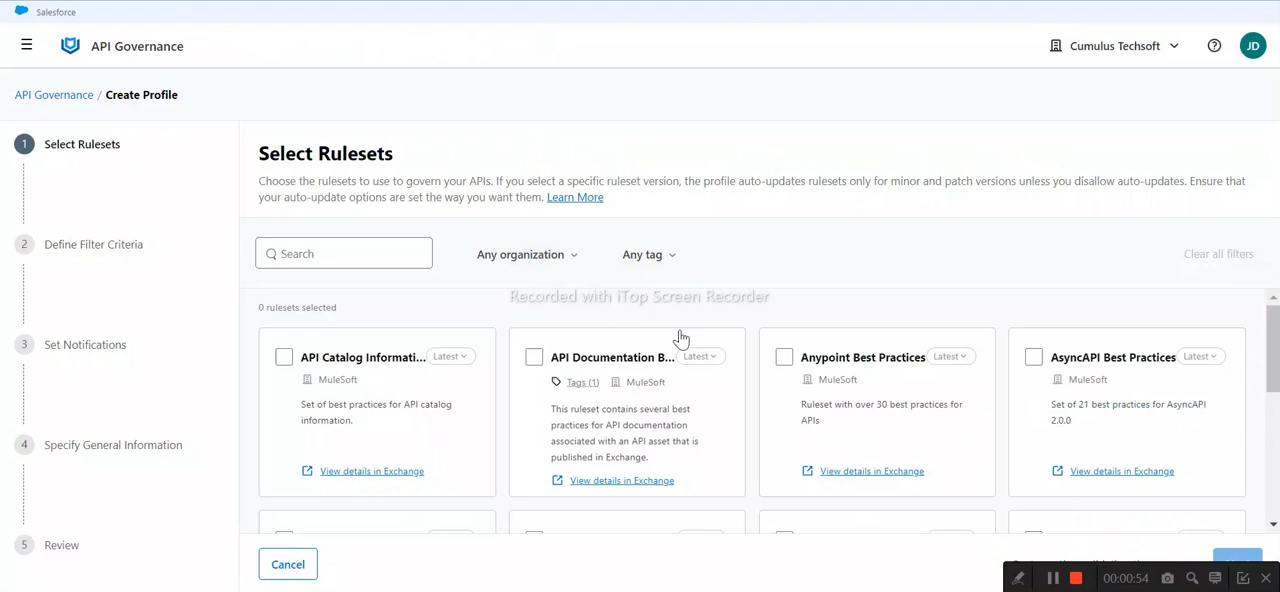 Salesforce
API Governance
Cumulus Techsoft
JD
API Governance / Create Profile
1 Select Rulesets
2 Define Filter Criteria
3 Set Notifications
4 Specify General Information
5 Review
Select Rulesets
Choose the rulesets to use to govern your APIs. If you select a specific ruleset version, the profile auto-updates rulesets only for minor and patch versions unless you disallow auto-updates. Ensure that
your auto-update options are set the way you want them. Learn More
Search
Any organization
Any tag
Clear all filters
Recorded with iTop Screen Recorder
0 rulesets selected
API Catalog Informati... Latest
MuleSoft
Set of best practices for API catalog
information.
View details in Exchange
API Documentation B... Latest
Tags (1) MuleSoft
This ruleset contains several best
practices for API documentation
associated with an API asset that is
published in Exchange.
View details in Exchange
Anypoint Best Practices Latest
MuleSoft
Ruleset with over 30 best practices for
APIs
View details in Exchange
AsyncAPI Best Practices Latest
MuleSoft
Set of 21 best practices for AsyncAPI
2.0.0
View details in Exchange
Cancel
00:00:54